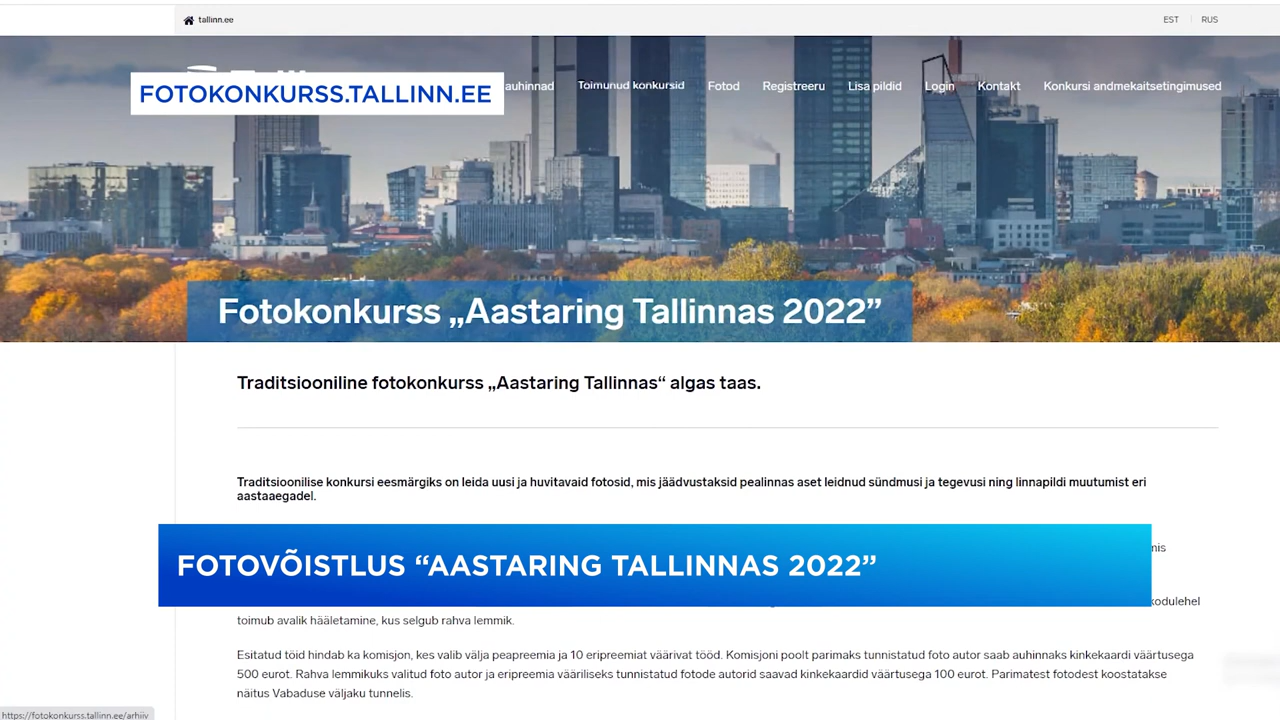 tallinn.ee
EST
RUS
FOTOKONKURSS.TALLINN.EE
auhinnad Toimunud konkursid Fotod Registreeru Lisa pildid Login Kontakt Konkursi andmekaitsetingimused
Fotokonkurss „Aastaring Tallinnas 2022”
Traditsiooniline fotokonkurss „Aastaring Tallinnas“ algas taas.
Traditsioonilise konkursi eesmärgiks on leida uusi ja huvitavaid fotosid, mis jäädvustaksid pealinnas aset leidnud sündmusi ja tegevusi ning linnapildi muutumist eri
aastaaegadel.
FOTOVÕISTLUS “AASTARING TALLINNAS 2022”
kodulehel
toimub avalik hääletamine, kus selgub rahva lemmik.
Esitatud töid hindab ka komisjon, kes valib välja peapreemia ja 10 eripreemiat väärivat tööd. Komisjoni poolt parimaks tunnistatud foto autor saab auhinnaks kinkekaardi väärtusega
500 eurot. Rahva lemmikuks valitud foto autor ja eripreemia vääriliseks tunnistatud fotode autorid saavad kinkekaardid väärtusega 100 eurot. Parimatest fotodest koostatakse
näitus Vabaduse väljaku tunnelis.
https://fotokonkurss.tallinn.ee/arhiiv